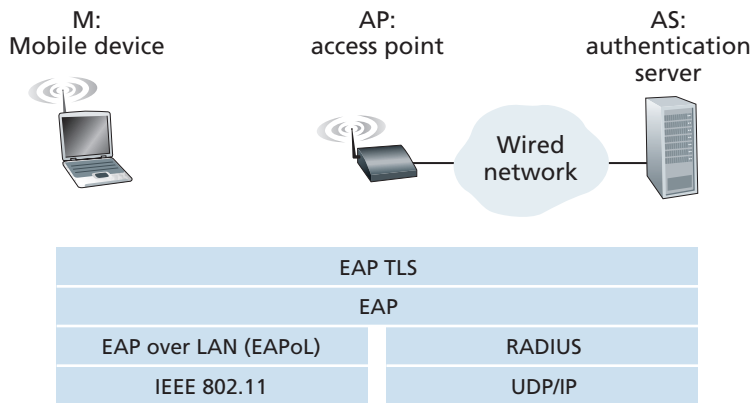 M:
Mobile device
AP:
access point
AS:
authentication
server
Wired
network
EAP TLS
EAP
EAP over LAN (EAPoL)
RADIUS
IEEE 802.11
UDP/IP